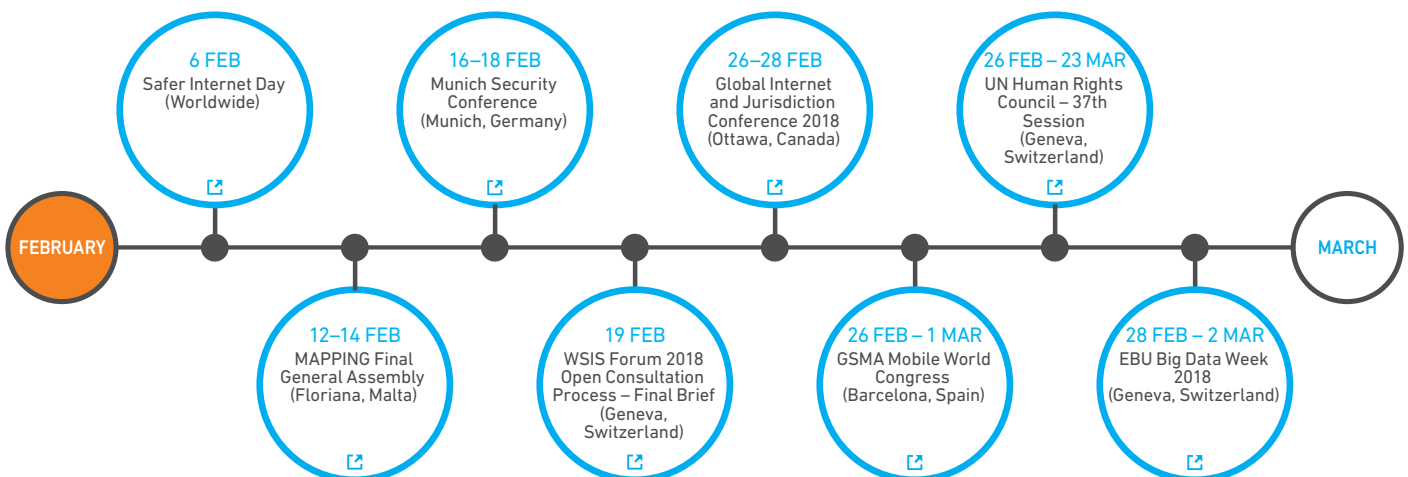 FEBRUARY
6 FEB
Safer Internet Day
(Worldwide)
12–14 FEB
MAPPING Final
General Assembly
(Floriana, Malta)
16–18 FEB
Munich Security
Conference
(Munich, Germany)
19 FEB
WSIS Forum 2018
Open Consultation
Process – Final Brief
(Geneva,
Switzerland)
26–28 FEB
Global Internet
and Jurisdiction
Conference 2018
(Ottawa, Canada)
26 FEB – 1 MAR
GSMA Mobile World
Congress
(Barcelona, Spain)
26 FEB – 23 MAR
UN Human Rights
Council – 37th
Session
(Geneva,
Switzerland)
28 FEB – 2 MAR
EBU Big Data Week
2018
(Geneva, Switzerland)
MARCH